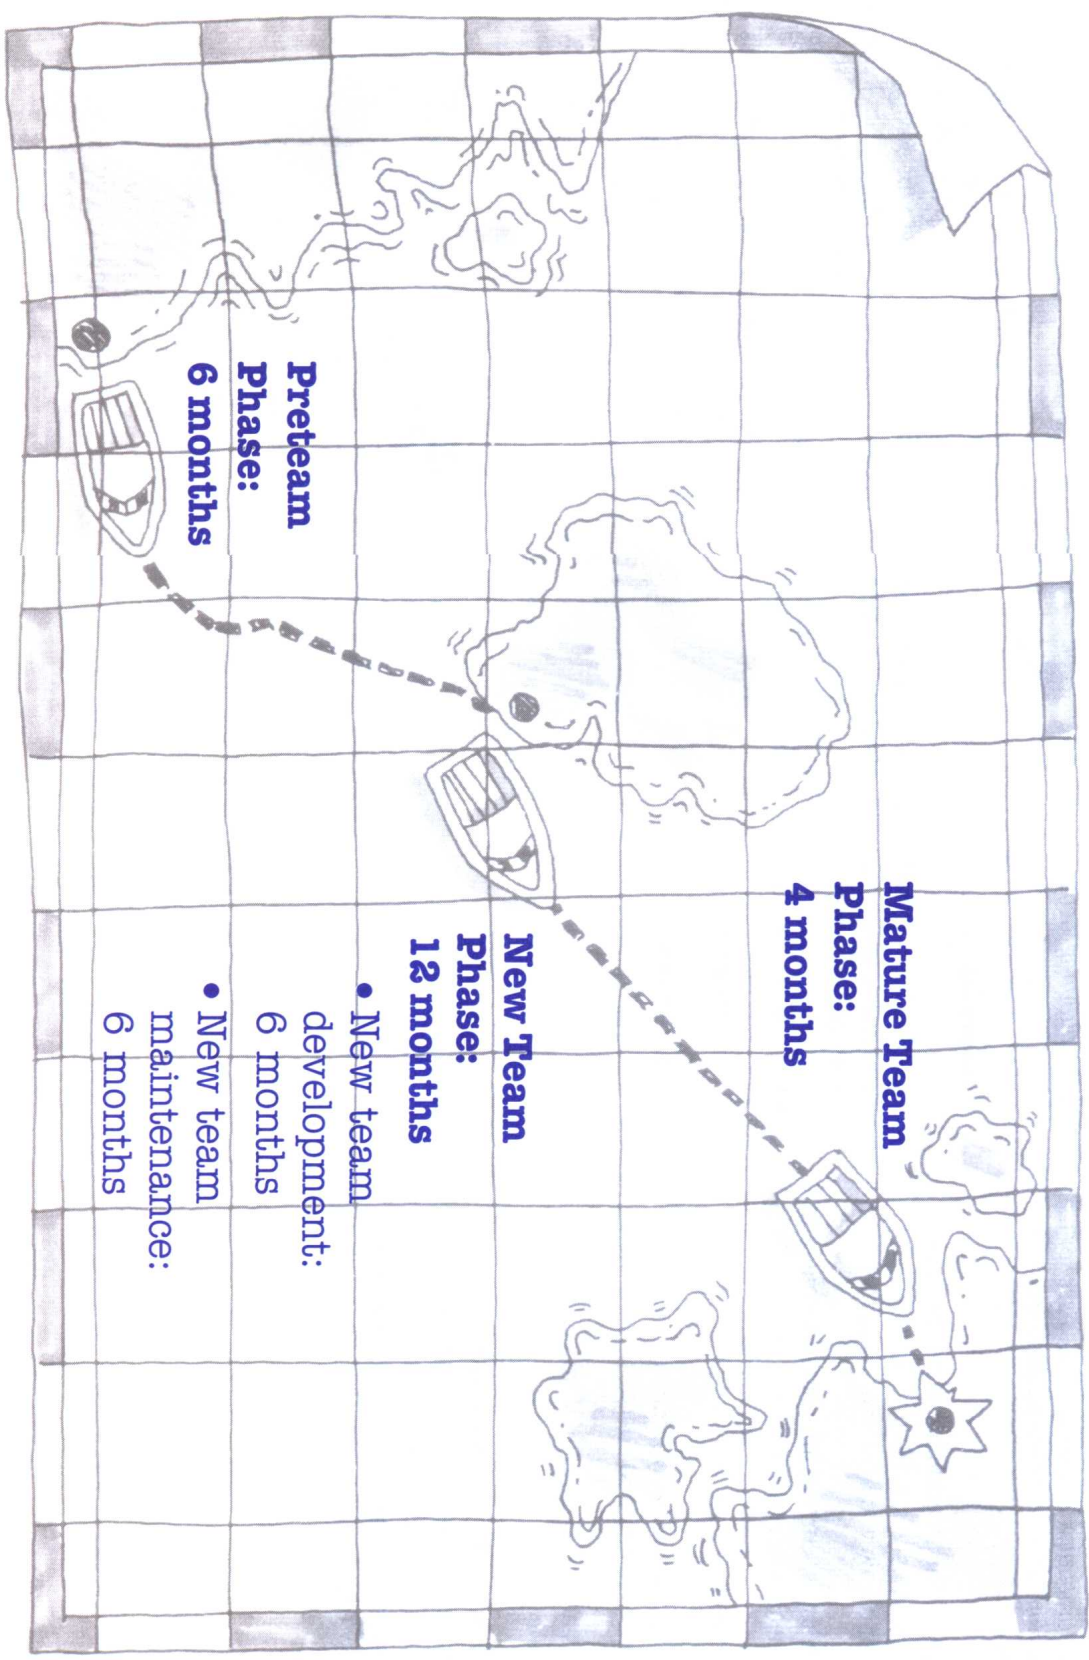 Preteam
Phase:
6 months
New Team
Phase:
12 months
• New team
development:
6 months
• New team
maintenance:
6 months
Mature Team
Phase:
4 months